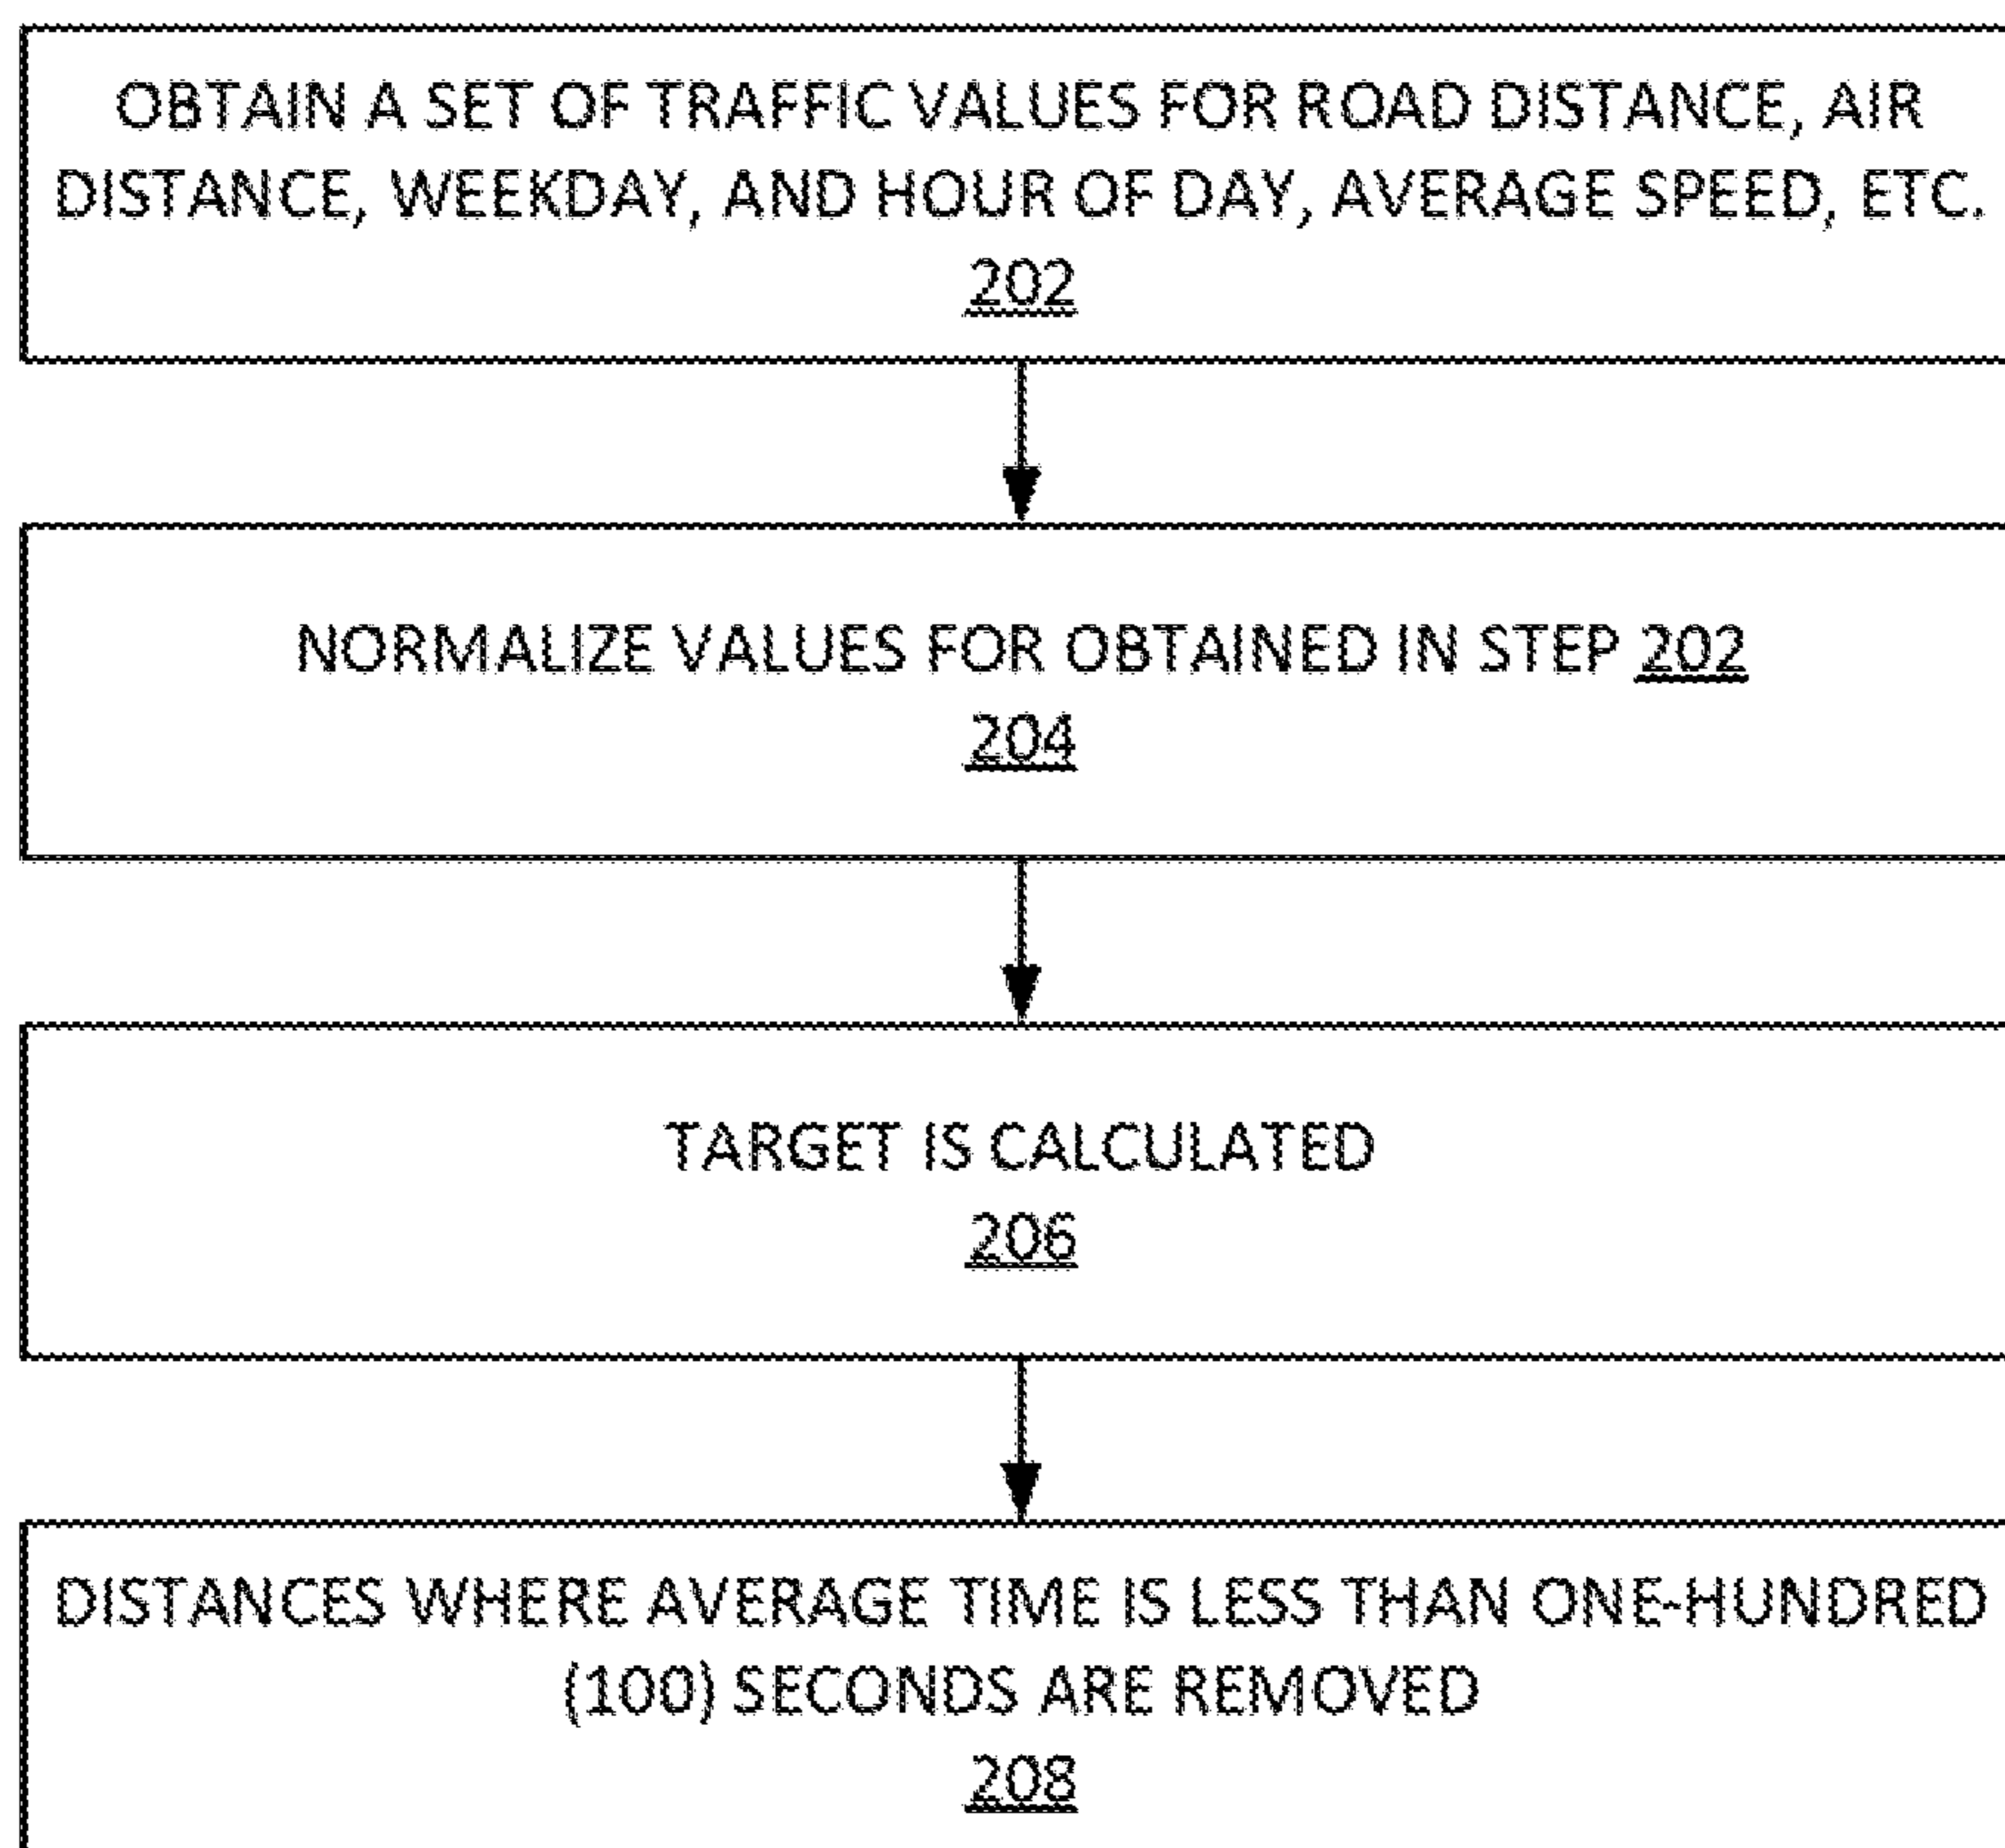 OBTAIN A SET OF TRAFFIC VALUES FOR ROAD DISTANCE, AIR
DISTANCE, WEEKDAY, AND HOUR OF DAY, AVERAGE SPEED, ETC.
202
NORMALIZE VALUES FOR OBTAINED IN STEP 202
204
TARGET IS CALCULATED
206
DISTANCES WHERE AVERAGE TIME IS LESS THAN ONE-HUNDRED
(100) SECONDS ARE REMOVED
208